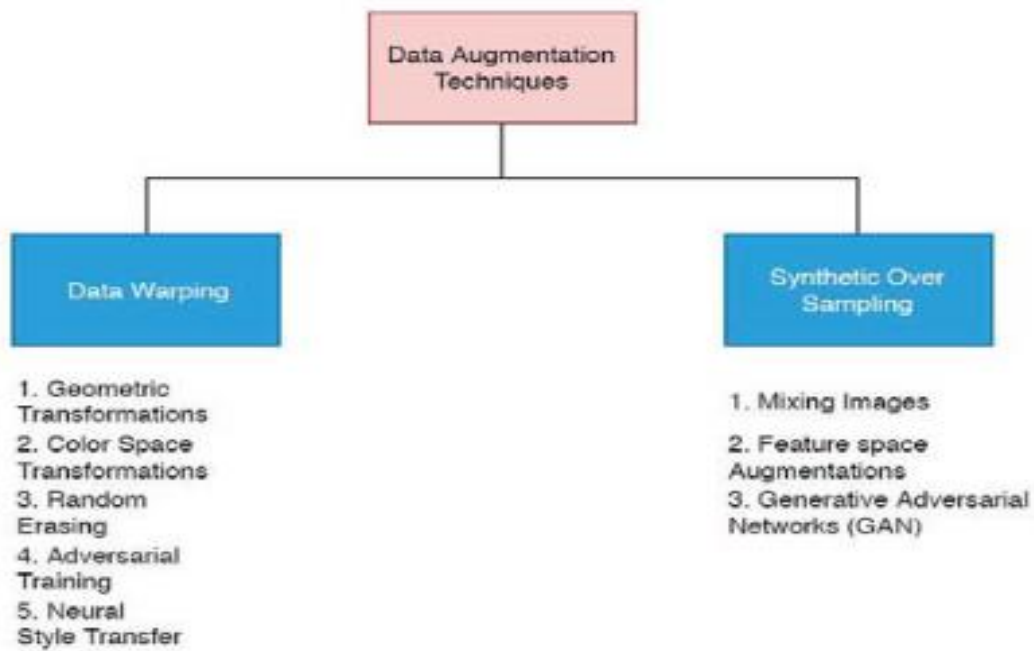 Data Augmentation
Techniques
Data Warping
1. Geometric
Transformations
2. Color Space
Transformations
3. Random
Erasing
4. Adversarial
Training
5. Neural
Style Transfer
Synthetic Over
Sampling
1. Mixing Images
2. Feature space
Augmentations
3. Generative Adversarial
Networks (GAN)